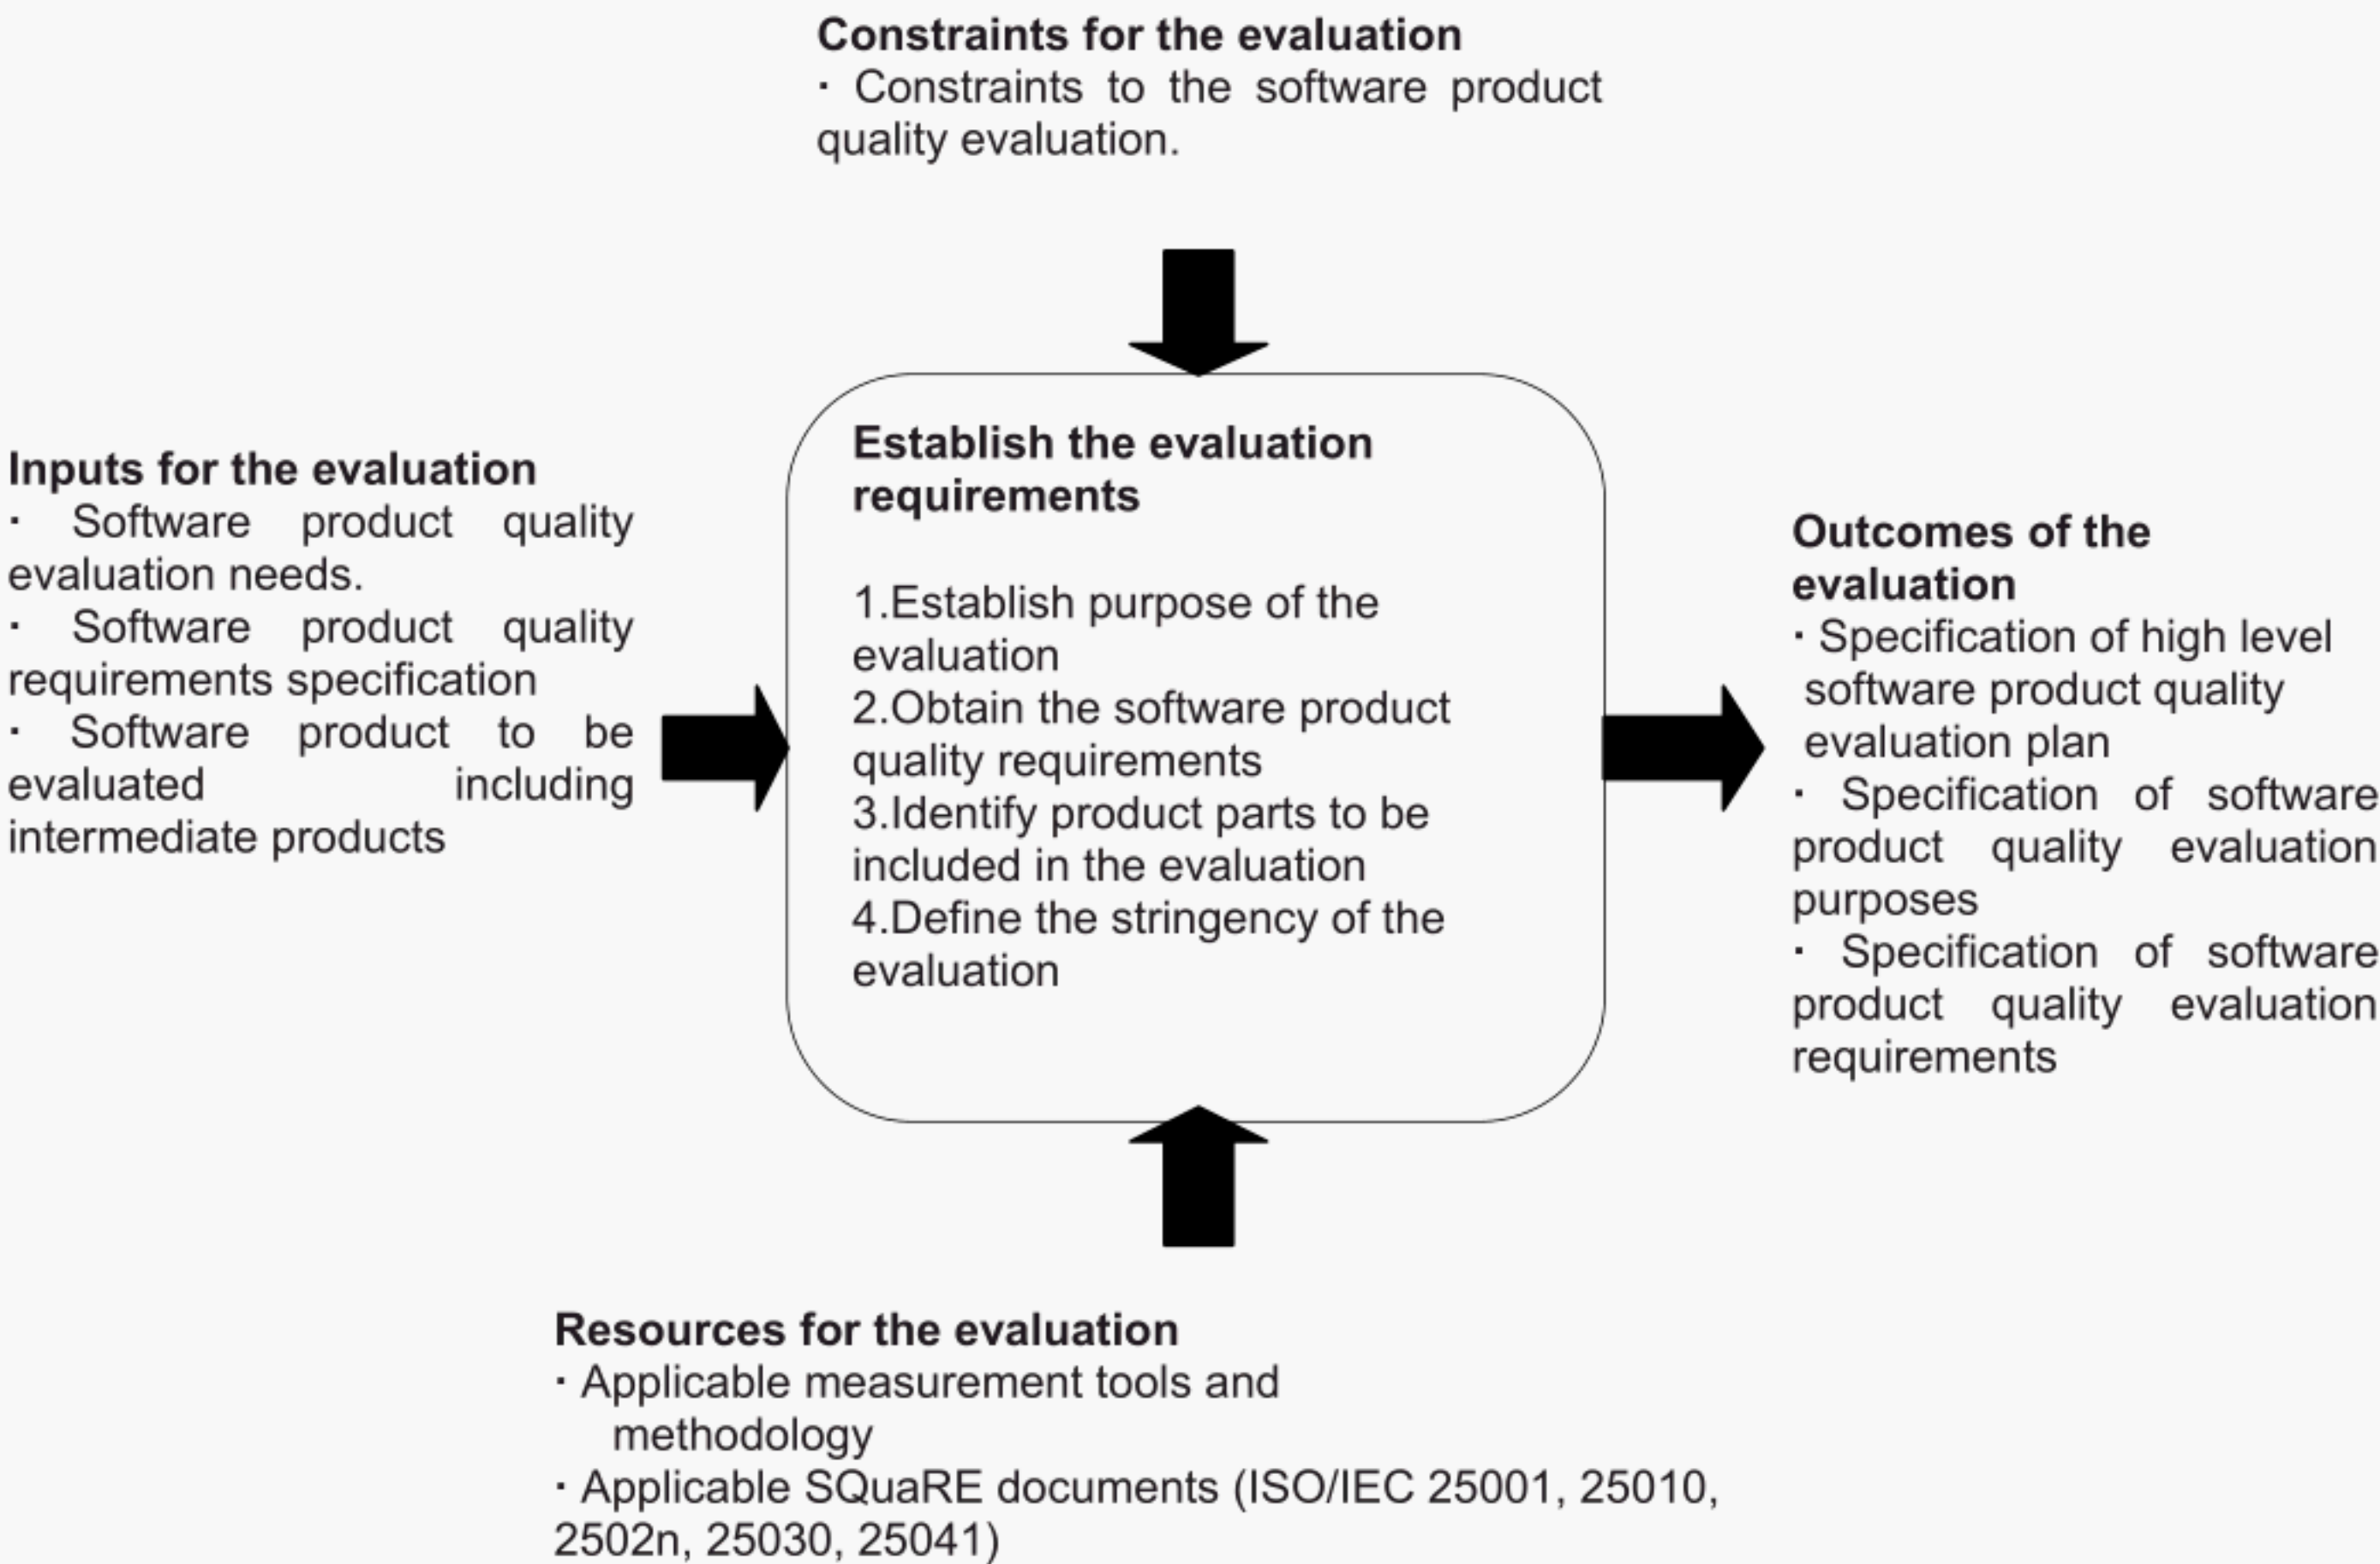 Constraints for the evaluation
· Constraints to the software product
quality evaluation.
Inputs for the evaluation
· Software product quality
evaluation needs.
· Software product quality
requirements specification
· Software product to be
evaluated including
intermediate products
Establish the evaluation
requirements
1.Establish purpose of the
evaluation
2.Obtain the software product
quality requirements
3.Identify product parts to be
included in the evaluation
4.Define the stringency of the
evaluation
Outcomes of the
evaluation
· Specification of high level
software product quality
evaluation plan
· Specification of software
product quality evaluation
purposes
· Specification of software
product quality evaluation
requirements
Resources for the evaluation
· Applicable measurement tools and
methodology
· Applicable SQuaRE documents (ISO/IEC 25001, 25010,
2502n, 25030, 25041)